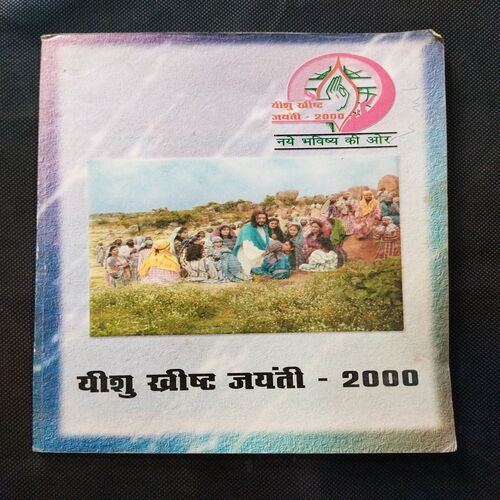 यीशु ख्रीष्ट
जयंती - 2000
नये भविष्य की ओर
यीशु ख्रीष्ट जयंती - 2000